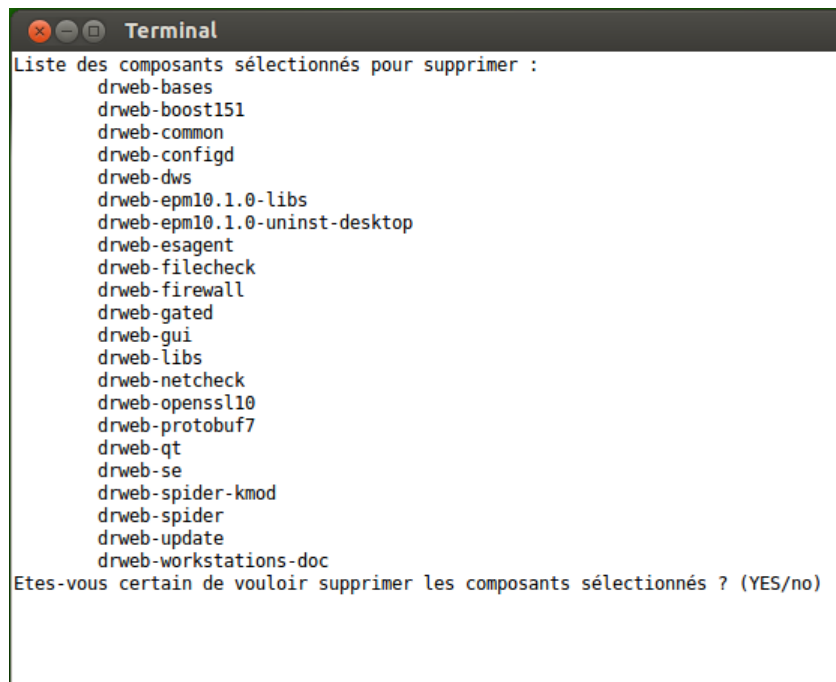 Terminal
Liste des composants sélectionnés pour supprimer :
drweb-bases
drweb-boost151
drweb-common
drweb-configd
drweb-dws
drweb-epm10.1.0-libs
drweb-epm10.1.0-uninst-desktop
drweb-esagent
drweb-filecheck
drweb-firewall
drweb-gated
drweb-gui
drweb-libs
drweb-netcheck
drweb-openssl10
drweb-protobuf7
drweb-qt
drweb-se
drweb-spider-kmod
drweb-spider
drweb-update
drweb-workstations-doc
Etes-vous certain de vouloir supprimer les composants sélectionnés ? (YES/no)